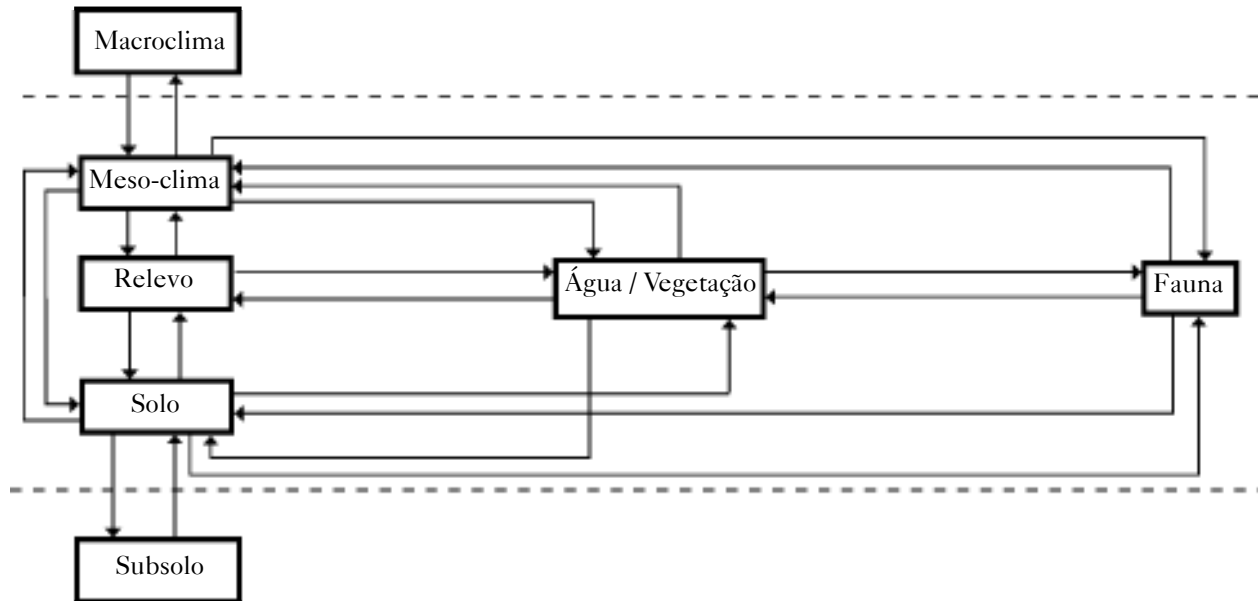 Macroclima
Meso-clima
Relevo
Água / Vegetação
Fauna
Solo
Subsolo